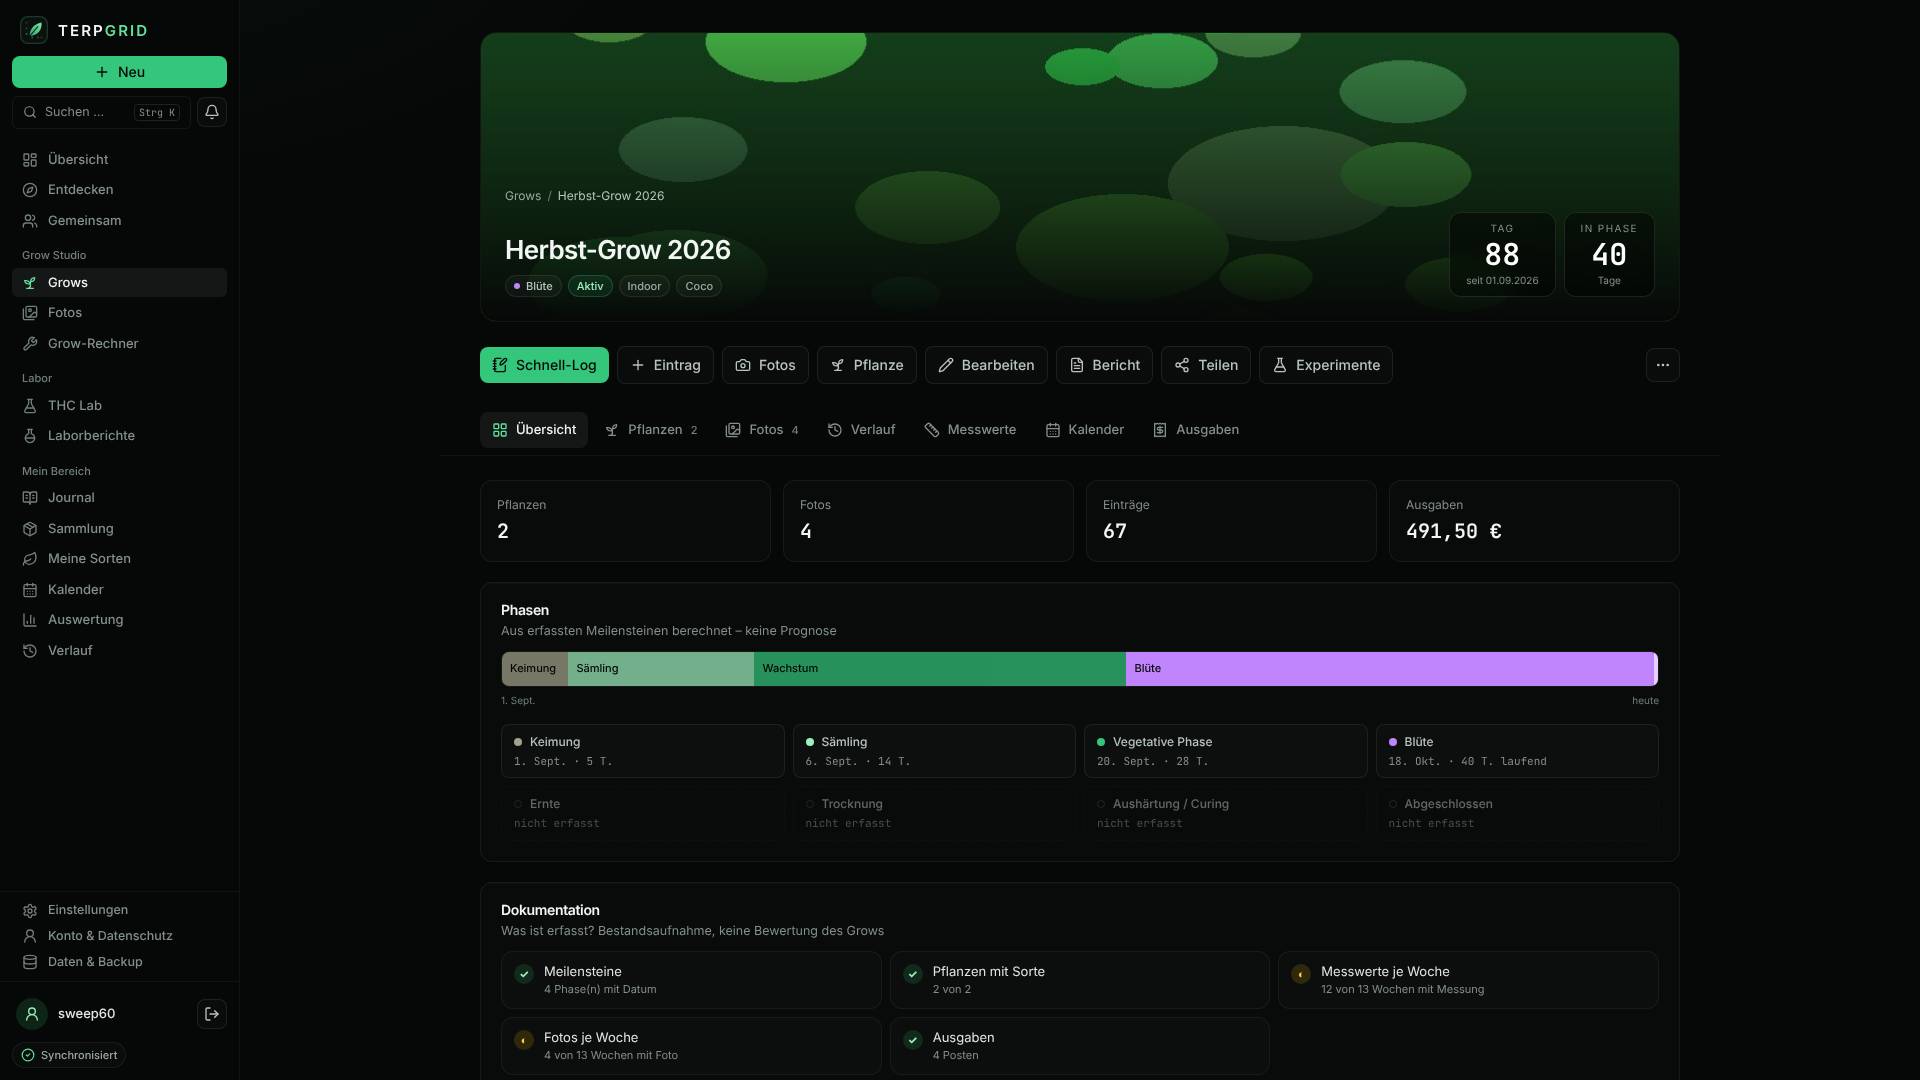 TERPGRID
Neu
Suchen ... Strg K
Übersicht
Entdecken
Gemeinsam
Grow Studio
Grows
Fotos
Grow-Rechner
Labor
THC Lab
Laborberichte
Mein Bereich
Journal
Sammlung
Meine Sorten
Kalender
Auswertung
Verlauf
Einstellungen
Konto & Datenschutz
Daten & Backup
sweep60
Synchronisiert
Grows / Herbst-Grow 2026
Herbst-Grow 2026
Blüte Aktiv Indoor Coco
TAG
88
seit 01.09.2026
IN PHASE
40
Tage
Schnell-Log Eintrag Fotos Pflanze Bearbeiten Bericht Teilen Experimente
Übersicht Pflanzen 2 Fotos 4 Verlauf Messwerte Kalender Ausgaben
Pflanzen
2
Fotos
4
Einträge
67
Ausgaben
491,50 €
Phasen
Aus erfassten Meilensteinen berechnet – keine Prognose
Keimung Sämling Wachstum Blüte
1. Sept. heute
Keimung
1. Sept. · 5 T.
Sämling
6. Sept. · 14 T.
Vegetative Phase
20. Sept. · 28 T.
Blüte
18. Okt. · 40 T. laufend
Ernte
nicht erfasst
Trocknung
nicht erfasst
Aushärtung / Curing
nicht erfasst
Abgeschlossen
nicht erfasst
Dokumentation
Was ist erfasst? Bestandsaufnahme, keine Bewertung des Grows
Meilensteine
4 Phase(n) mit Datum
Pflanzen mit Sorte
2 von 2
Messwerte je Woche
12 von 13 Wochen mit Messung
Fotos je Woche
4 von 13 Wochen mit Foto
Ausgaben
4 Posten